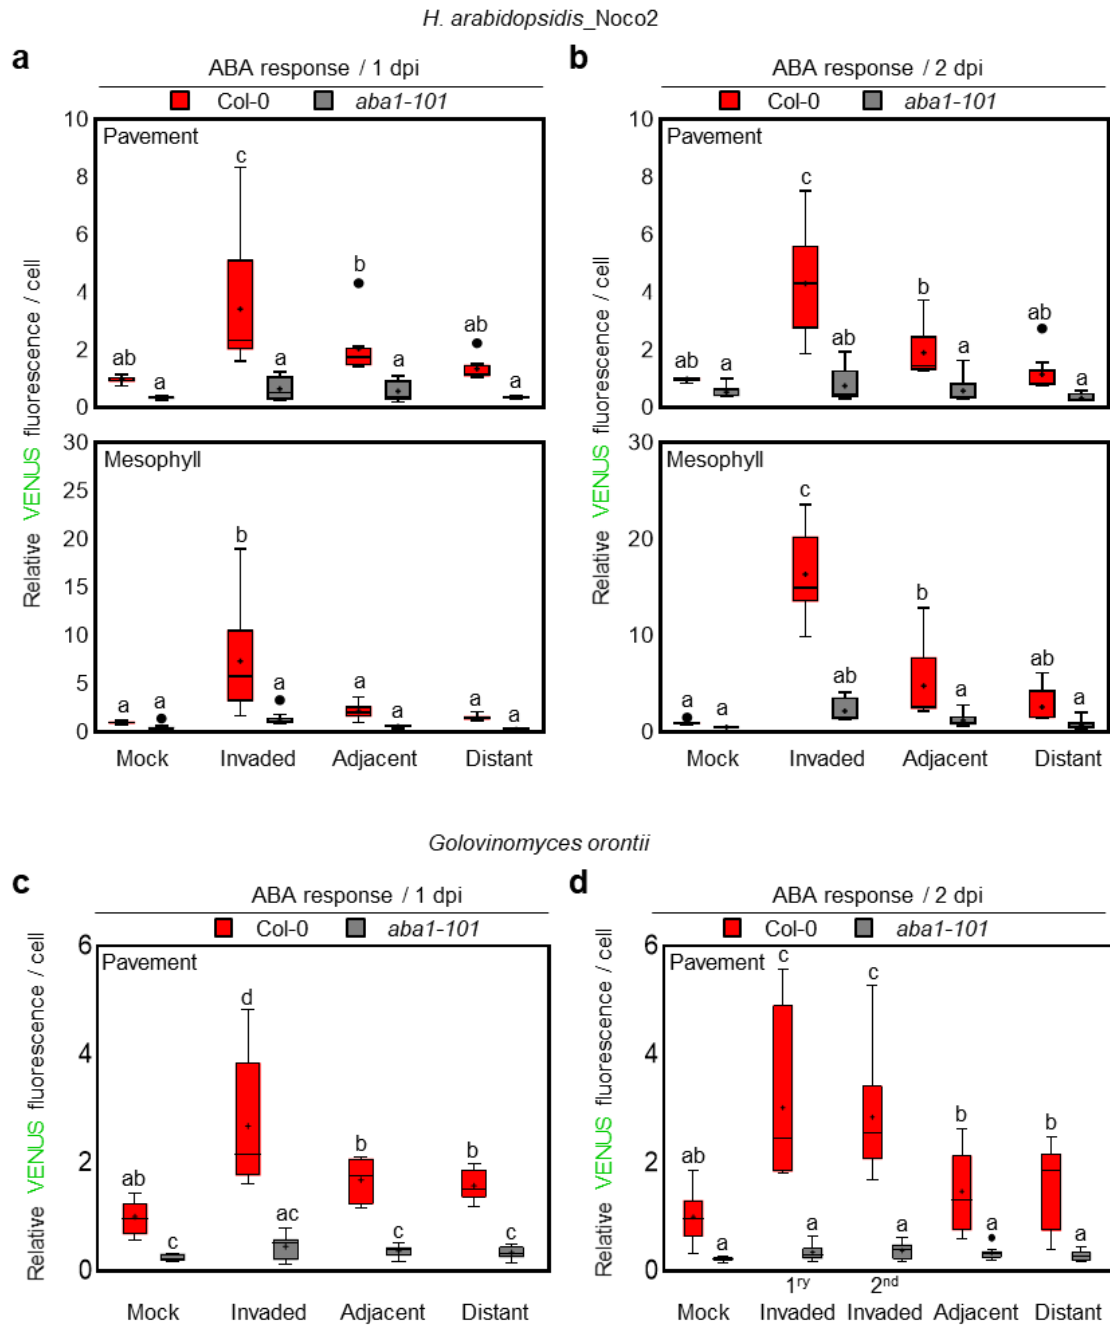 H. arabidopsidis_Noco2
a
ABA response / 1 dpi
Col-0 aba1-101
Relative VENUS fluorescence / cell
Pavement
10
8
6
4
2
0
ab a c a b a ab a
Mesophyll
30
25
20
15
10
5
0
a a b a a a a a
Mock Invaded Adjacent Distant
b
ABA response / 2 dpi
Col-0 aba1-101
Relative VENUS fluorescence / cell
Pavement
10
8
6
4
2
0
ab a c ab b a ab a
Mesophyll
30
25
20
15
10
5
0
a a c ab b a ab a
Mock Invaded Adjacent Distant
Golovinomyces orontii
c
ABA response / 1 dpi
Col-0 aba1-101
Relative VENUS fluorescence / cell
Pavement
6
4
2
0
ab c d ac b c b c
Mock Invaded Adjacent Distant
d
ABA response / 2 dpi
Col-0 aba1-101
Relative VENUS fluorescence / cell
Pavement
6
4
2
0
ab a c a c a b a b a
1ry 2nd
Mock Invaded Invaded Adjacent Distant